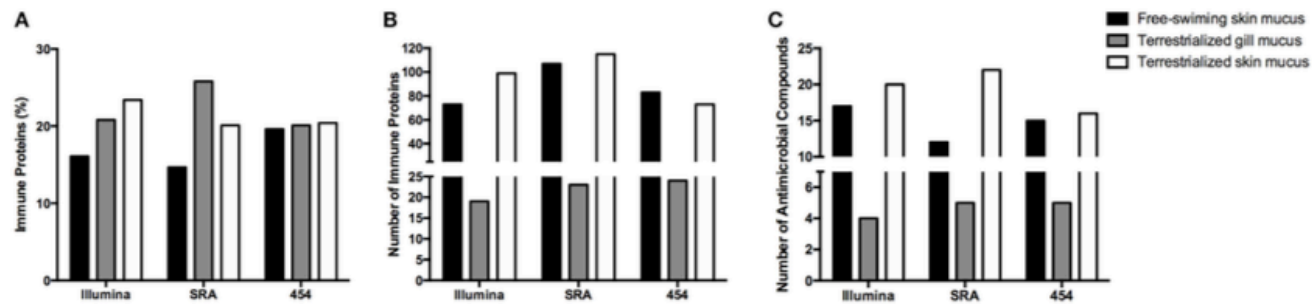 A
B
C
Free-swiming skin mucus
Terrestrialized gill mucus
Terrestrialized skin mucus
Immune Proteins (%)
30
20
10
0
Illumina SRA 454
Number of Immune Proteins
120
100
80
60
40
25
20
15
10
5
0
Illumina SRA 454
Number of Antimicrobial Compounds
25
20
15
10
6
4
2
0
Illumina SRA 454